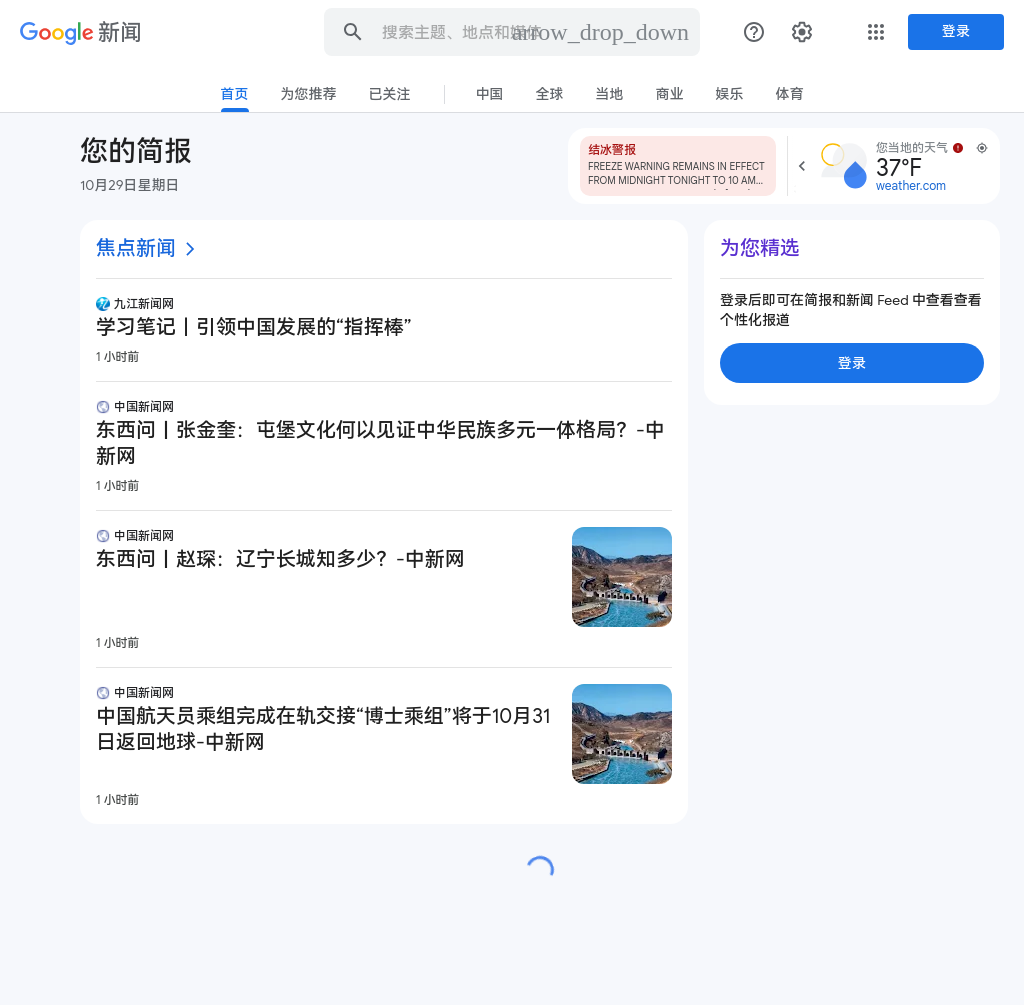 Google 新闻
搜索主题、地点和媒体
arrow_drop_down
登录
首页
为您推荐
已关注
中国
全球
当地
商业
娱乐
体育
您的简报
10月29日星期日
结冰警报
FREEZE WARNING REMAINS IN EFFECT
FROM MIDNIGHT TONIGHT TO 10 AM...
您当地的天气
37°F
weather.com
焦点新闻
九江新闻网
学习笔记丨引领中国发展的“指挥棒”
1 小时前
中国新闻网
东西问丨张金奎：屯堡文化何以见证中华民族多元一体格局？-中
新网
1 小时前
中国新闻网
东西问丨赵琛：辽宁长城知多少？-中新网
1 小时前
中国新闻网
中国航天员乘组完成在轨交接“博士乘组”将于10月31
日返回地球-中新网
1 小时前
为您精选
登录后即可在简报和新闻 Feed 中查看查看
个性化报道
登录